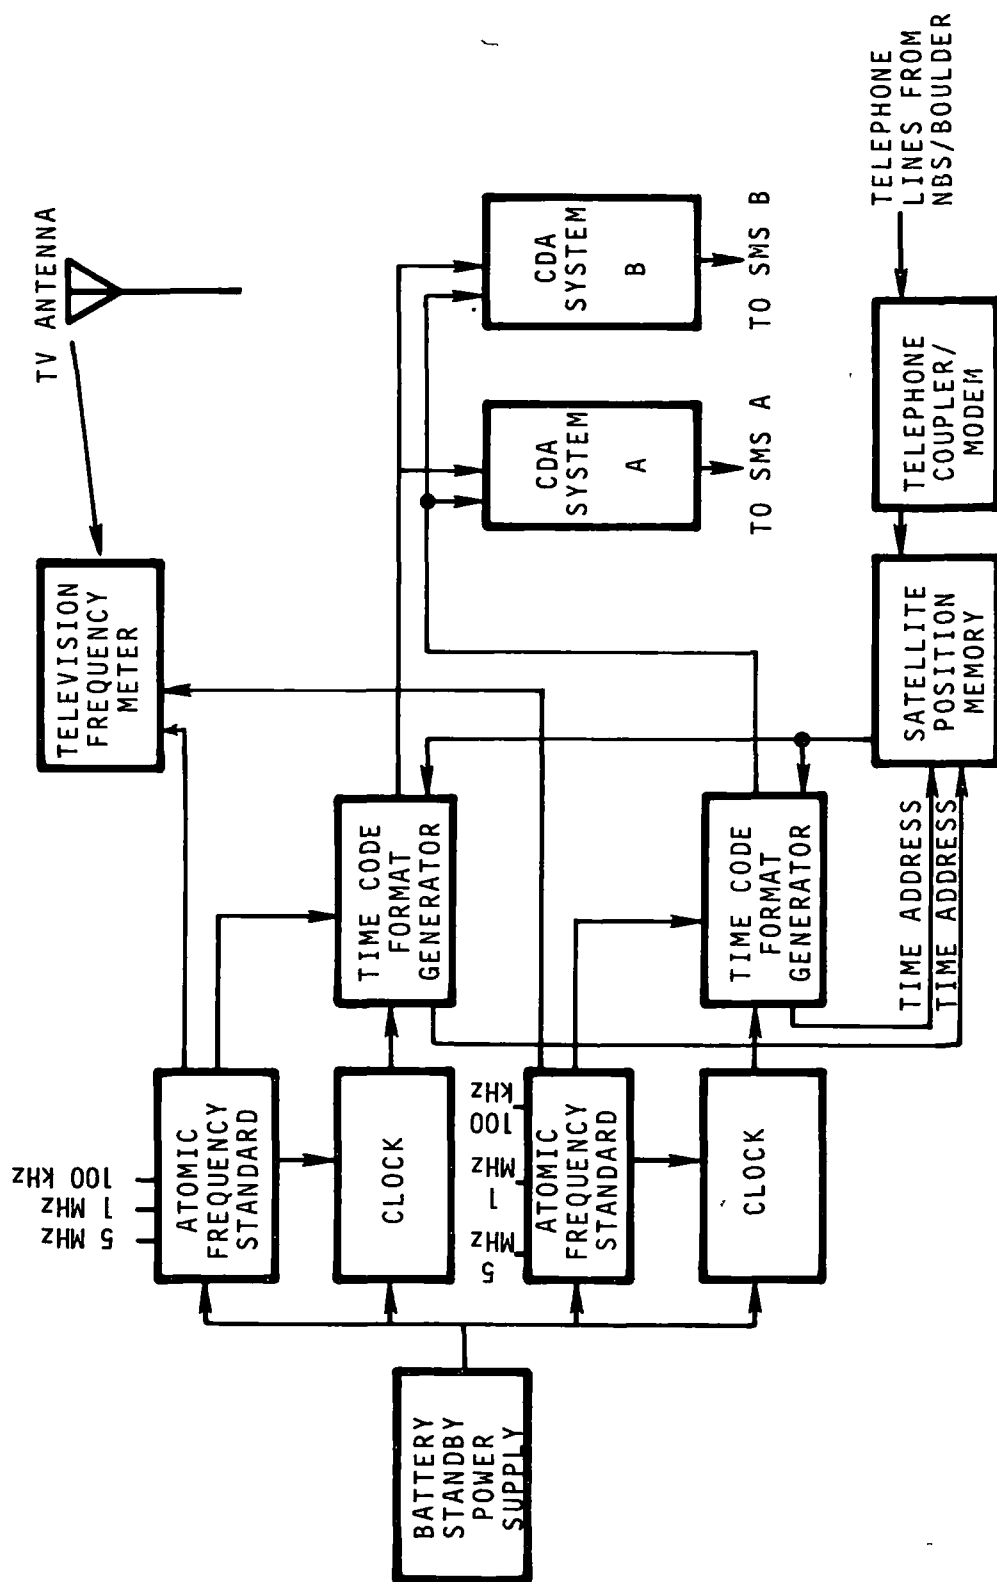 TV ANTENNA
TELEVISION
FREQUENCY
METER
5 MHz
1 MHz
100 kHz
ATOMIC
FREQUENCY
STANDARD
TIME CODE
FORMAT
GENERATOR
CLOCK
BATTERY
STANDBY
POWER
SUPPLY
5
MHz
1
MHz
100
kHz
ATOMIC
FREQUENCY
STANDARD
CDA
SYSTEM
A
CDA
SYSTEM
B
TO SMS A
TO SMS B
CLOCK
TIME CODE
FORMAT
GENERATOR
TIME ADDRESS
TIME ADDRESS
SATELLITE
POSITION
MEMORY
TELEPHONE
COUPLER/
MODEM
TELEPHONE
LINES FROM
NBS/BOULDER